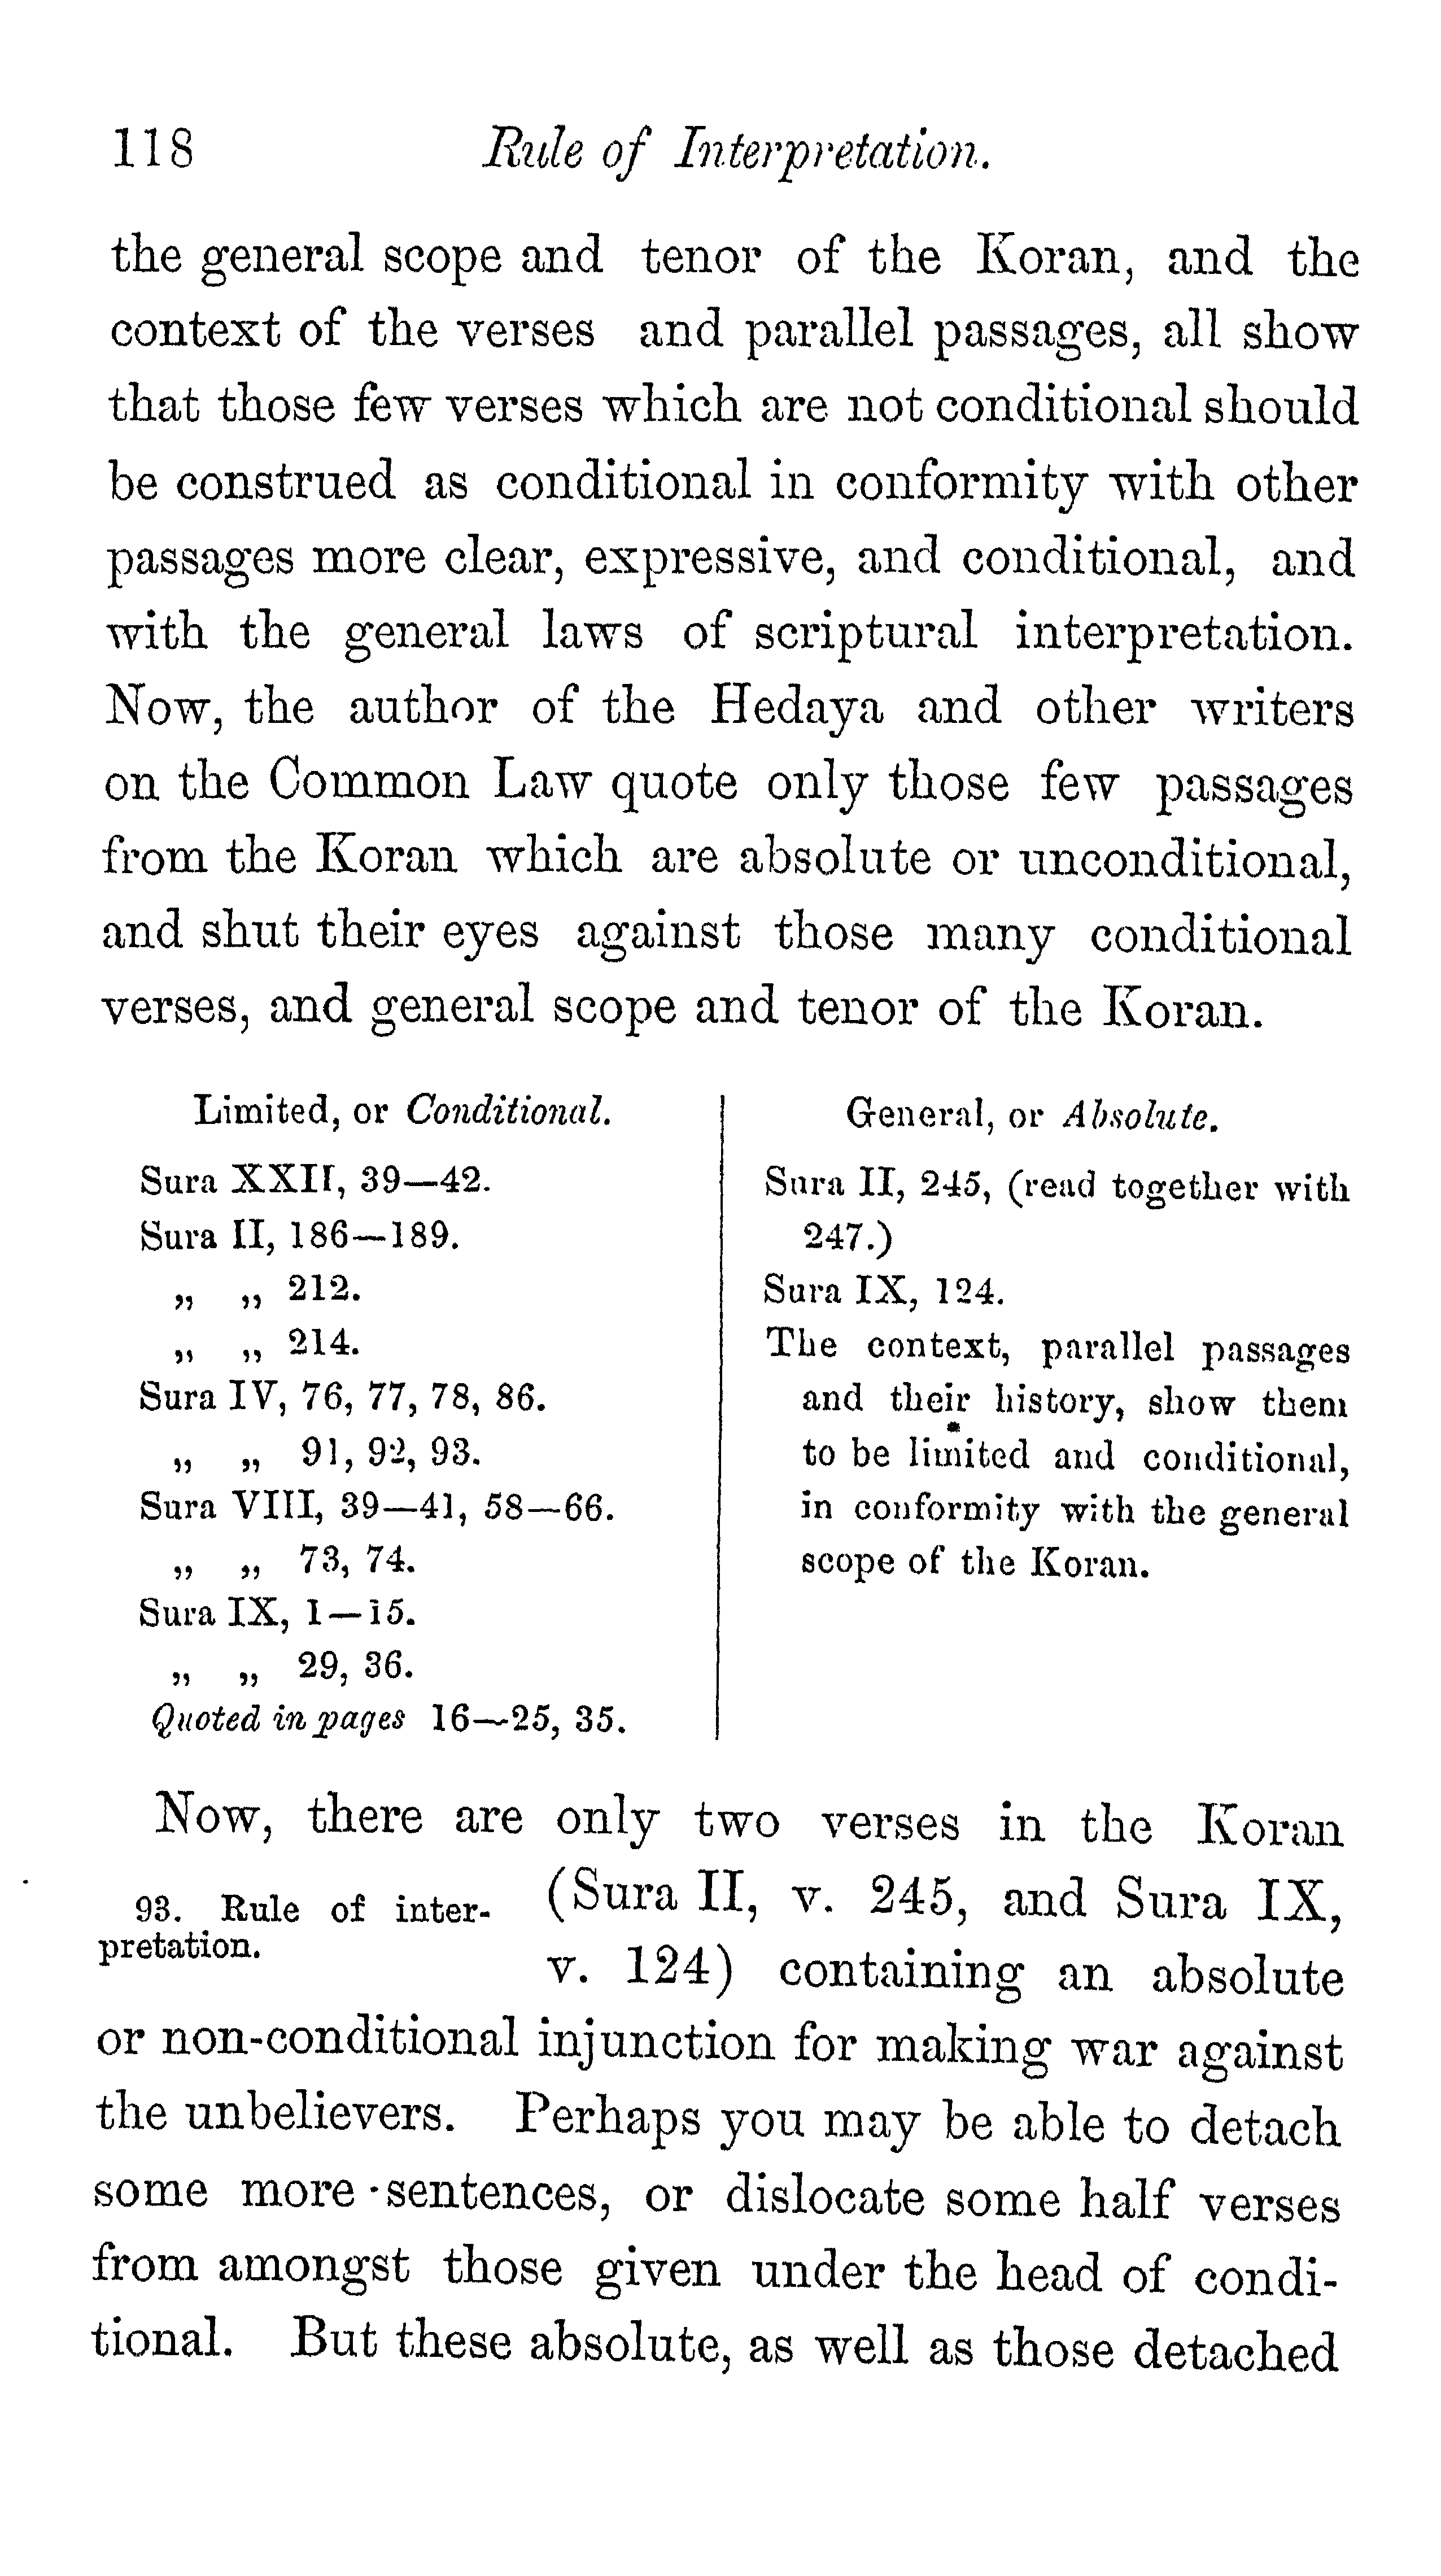 118 Rule of Interpretation.
the general scope and tenor of the Koran, and the
context of the verses and parallel passages, all show
that those few verses which are not conditional should
be construed as conditional in conformity with other
passages more clear, expressive, and conditional, and
with the general laws of scriptural interpretation.
Now, the author of the Hedaya and other writers
on the Common Law quote only those few passages
from the Koran which are absolute or unconditional,
and shut their eyes against those many conditional
verses, and general scope and tenor of the Koran.
Limited, or Conditional.
Sura XXII, 39—42.
Sura II, 186—189.
„ „ 212.
„ „ 214.
Sura IV, 76, 77, 78, 86.
„ „ 91, 92, 93.
Sura VIII, 39—41, 58—66.
„ „ 73, 74.
Sura IX, 1—15.
„ „ 29, 36.
Quoted in pages 16—25, 35.
General, or Absolute.
Sura II, 245, (read together with
247.)
Sura IX, 124.
The context, parallel passages
and their history, show them
to be limited and conditional,
in conformity with the general
scope of the Koran.
Now, there are only two verses in the Koran
93. Rule of inter-
pretation.
(Sura II, v. 245, and Sura IX,
v. 124) containing an absolute
or non-conditional injunction for making war against
the unbelievers. Perhaps you may be able to detach
some more sentences, or dislocate some half verses
from amongst those given under the head of condi-
tional. But these absolute, as well as those detached